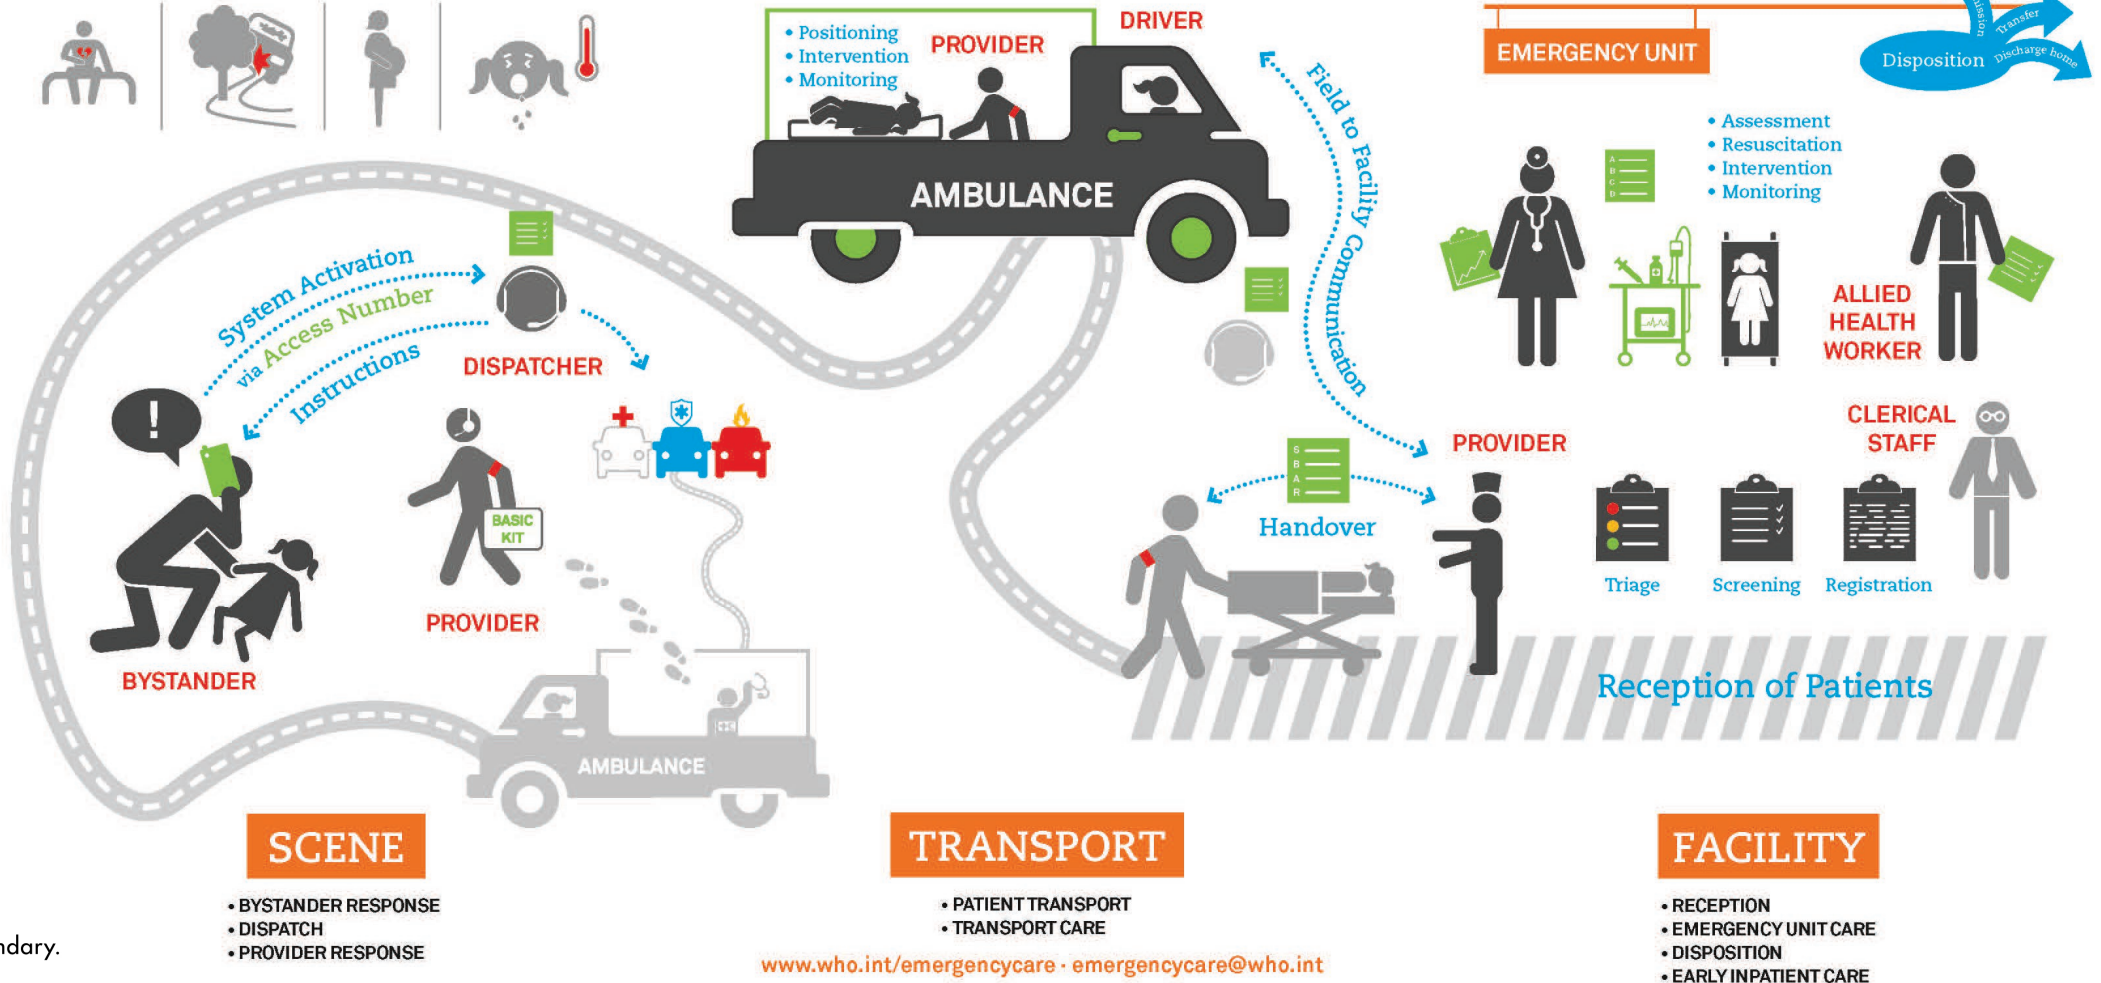 • Positioning
• Intervention
• Monitoring
PROVIDER
DRIVER
AMBULANCE
Field to Facility Communication
EMERGENCY UNIT
Disposition
Transfer
Discharge home
• Assessment
• Resuscitation
• Intervention
• Monitoring
A
B
C
D
ALLIED
HEALTH
WORKER
System Activation
via Access Number
Instructions
DISPATCHER
!
BASIC
KIT
PROVIDER
BYSTANDER
AMBULANCE
S
B
A
R
Handover
PROVIDER
CLERICAL
STAFF
Triage
Screening
Registration
Reception of Patients
SCENE
• BYSTANDER RESPONSE
• DISPATCH
• PROVIDER RESPONSE
TRANSPORT
• PATIENT TRANSPORT
• TRANSPORT CARE
www.who.int/emergencycare · emergencycare@who.int
FACILITY
• RECEPTION
• EMERGENCY UNIT CARE
• DISPOSITION
• EARLY INPATIENT CARE